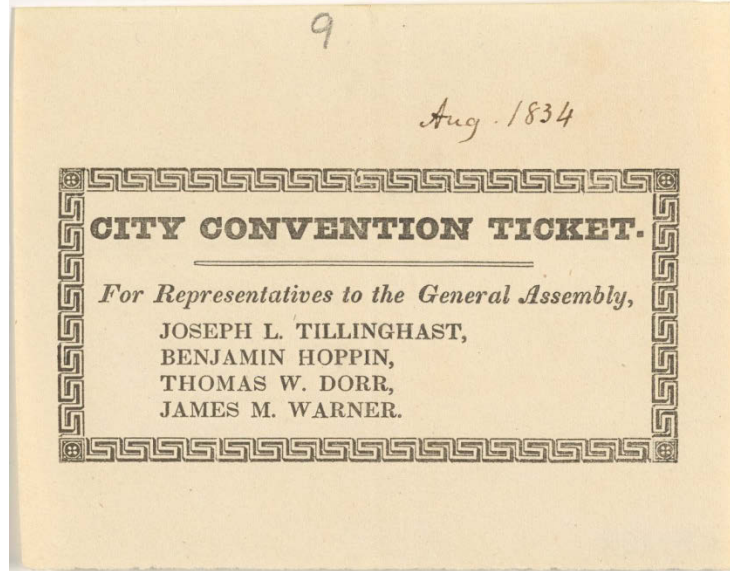 9
Aug. 1834
CITY CONVENTION TICKET.
For Representatives to the General Assembly,
JOSEPH L. TILLINGHAST,
BENJAMIN HOPPIN,
THOMAS W. DORR,
JAMES M. WARNER.